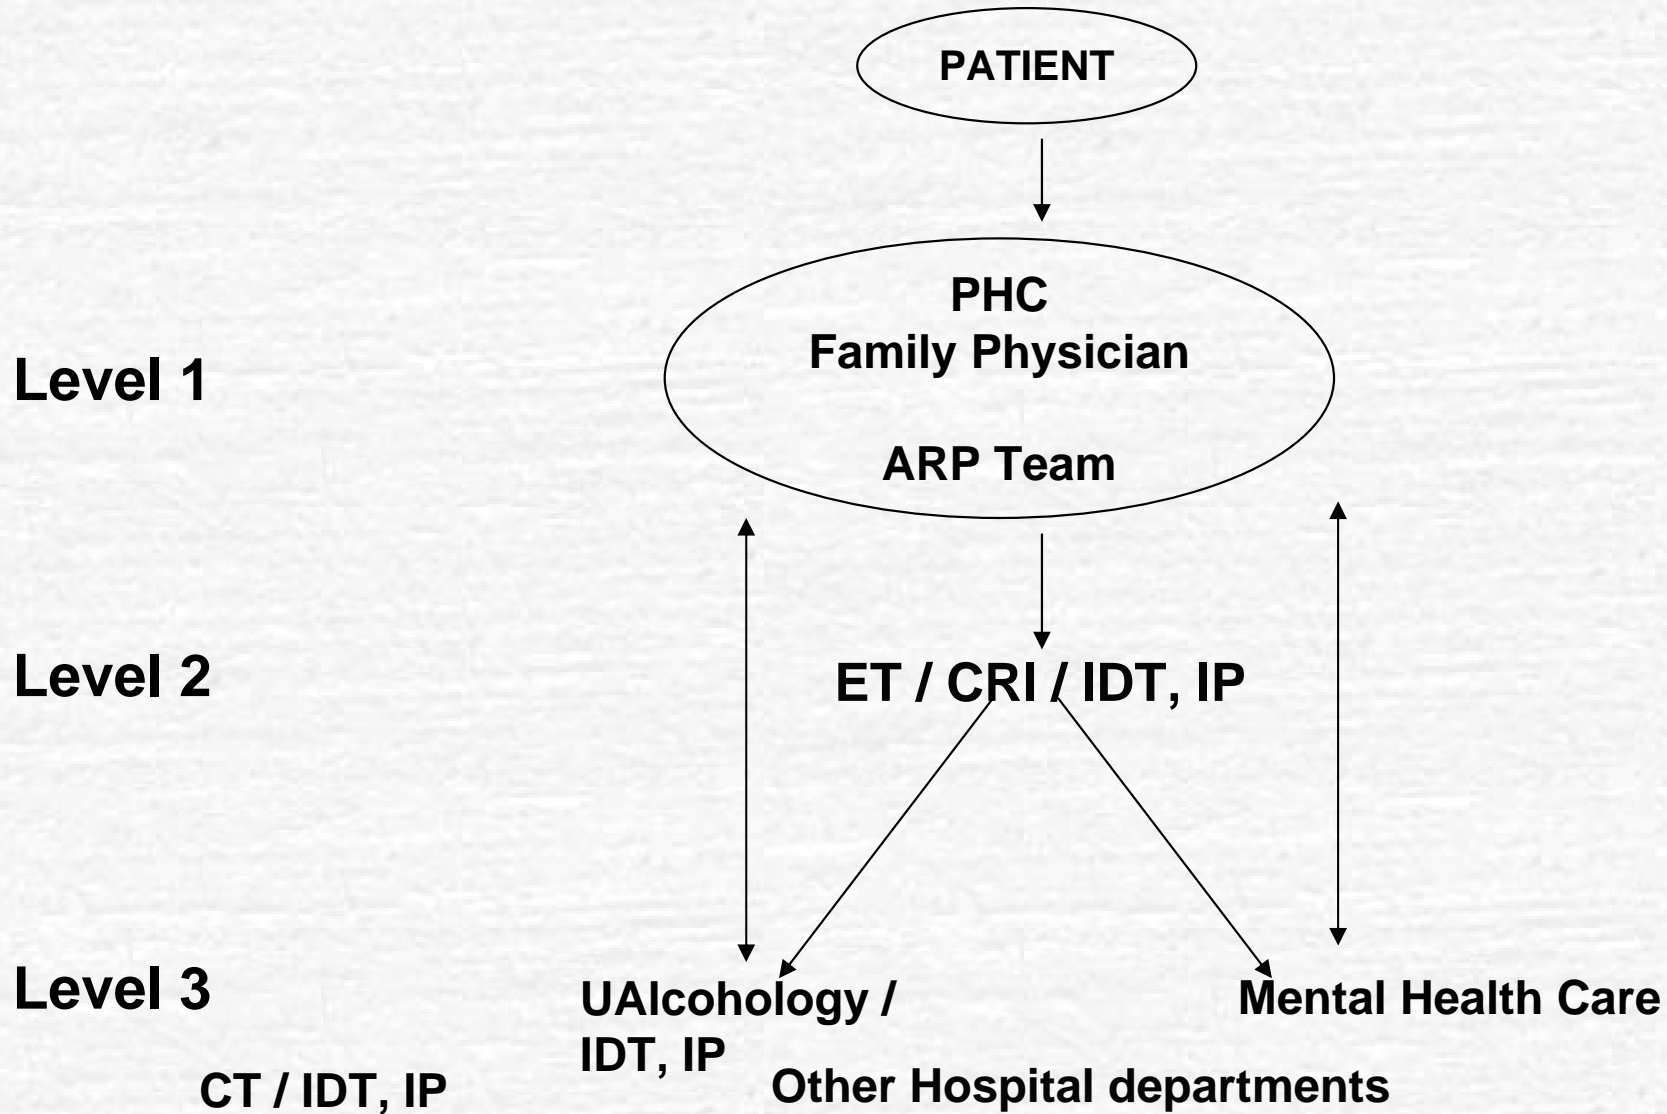 PATIENT
PHC
Family Physician
Level 1
ARP Team
Level 2
ET / CRI / IDT, IP
Level 3
UAlcohology /
IDT, IP
Mental Health Care
CT / IDT, IP
Other Hospital departments